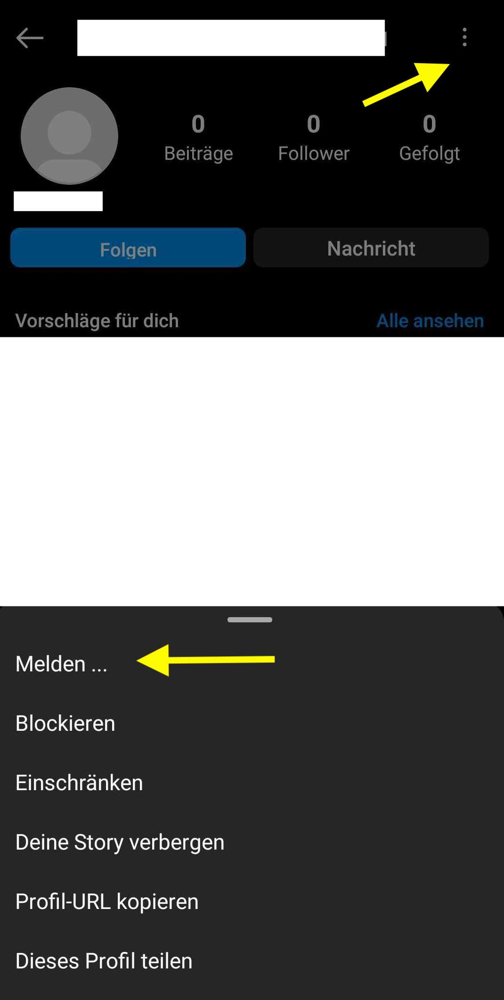 0 0 0
Beiträge Follower Gefolgt
Folgen Nachricht
Vorschläge für dich Alle ansehen
Melden ...
Blockieren
Einschränken
Deine Story verbergen
Profil-URL kopieren
Dieses Profil teilen